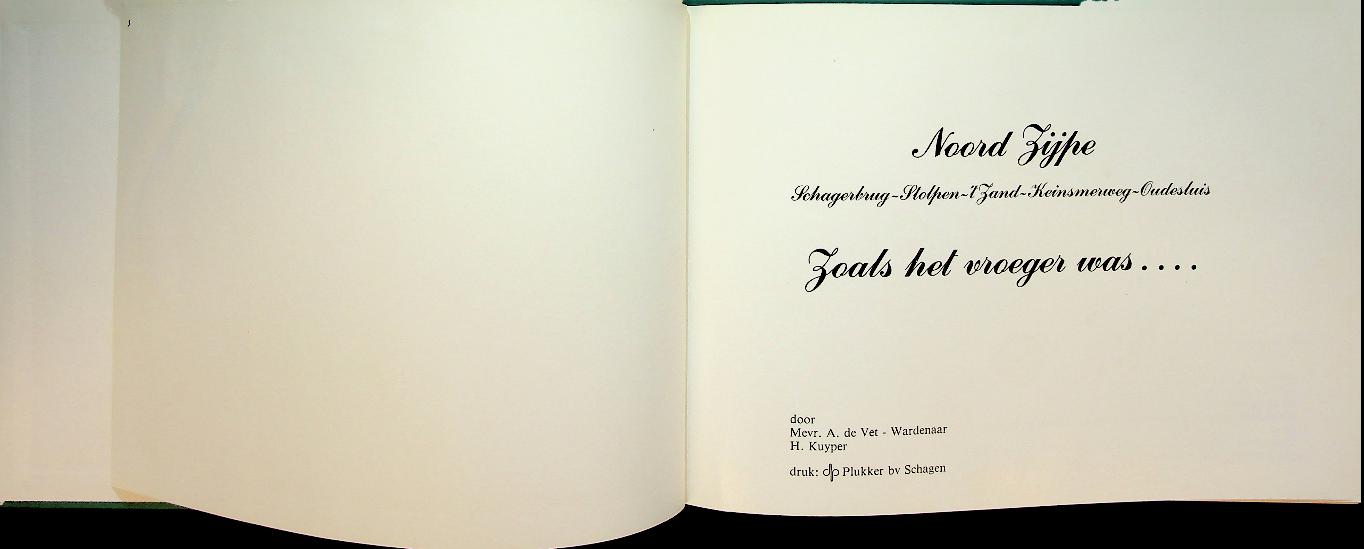 Noord Zijpe
Schagerbrug~Stolpen~'t Zand~Keinsmerweg~Oudesluis
Zoals het vroeger was....
door
Mevr. A. de Vet - Wardenaar
H. Kuyper
druk: dp Plukker bv Schagen